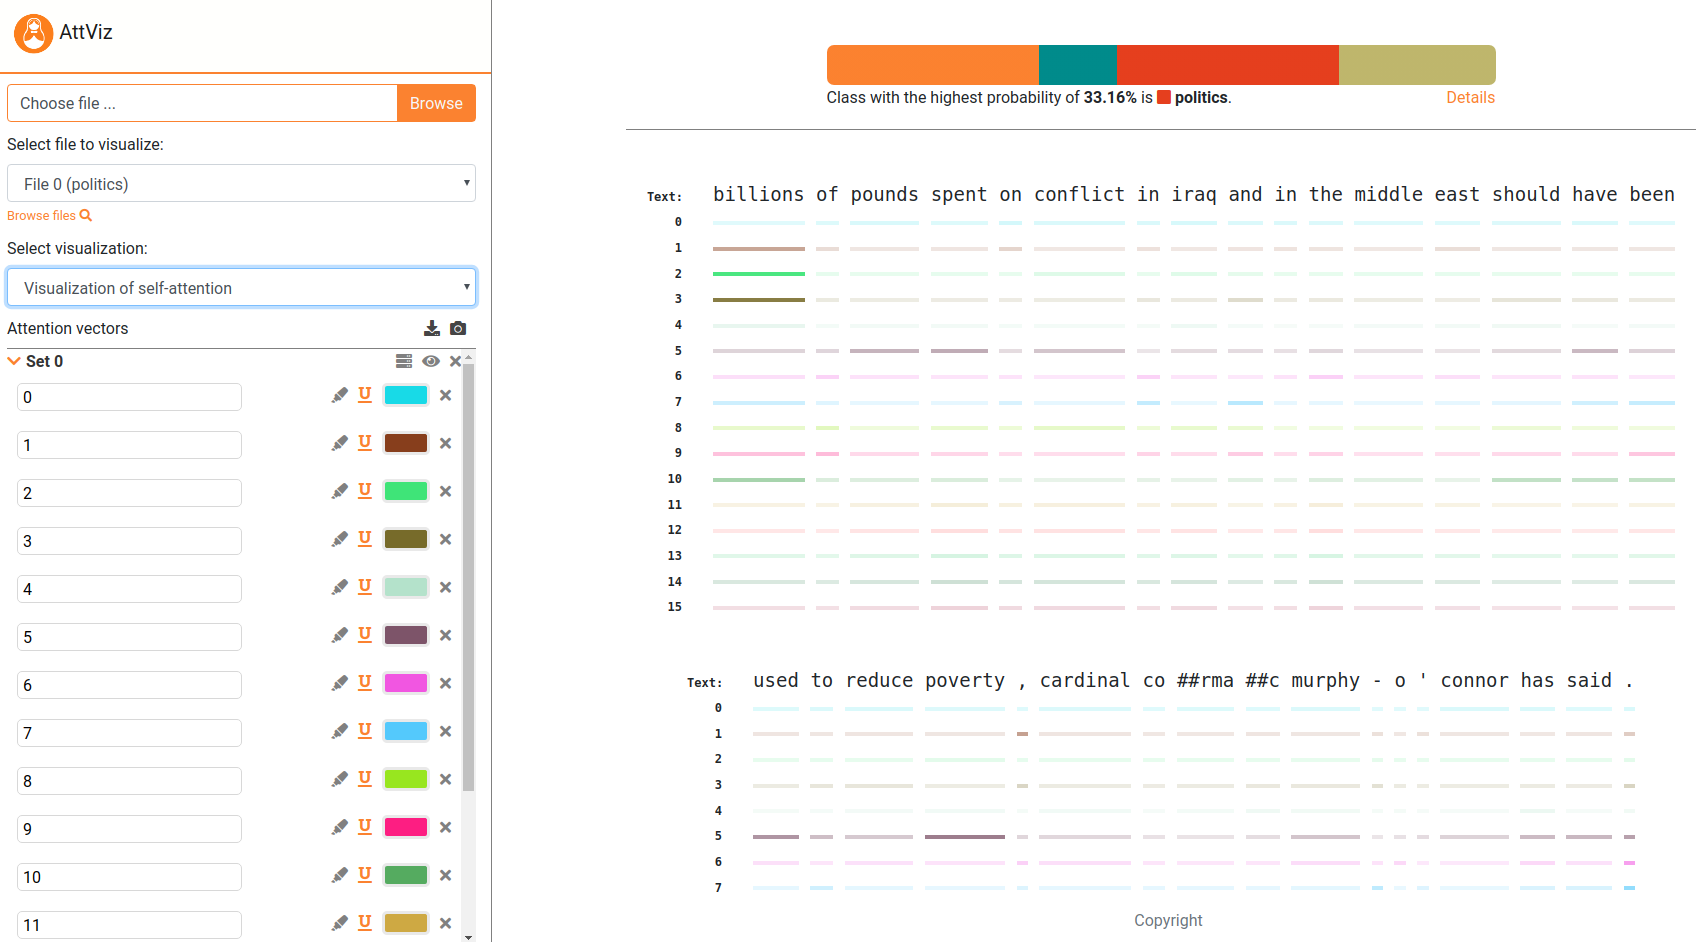 AttViz
Choose file ...
Browse
Select file to visualize:
File 0 (politics)
Browse files
Select visualization:
Visualization of self-attention
Attention vectors
Set 0
0 U
1 U
2 U
3 U
4 U
5 U
6 U
7 U
8 U
9 U
10 U
11 U
Class with the highest probability of 33.16% is politics.
Details
Text: billions of pounds spent on conflict in iraq and in the middle east should have been
0
1
2
3
4
5
6
7
8
9
10
11
12
13
14
15
Text: used to reduce poverty , cardinal co ##rma ##c murphy - o ' connor has said .
0
1
2
3
4
5
6
7
Copyright